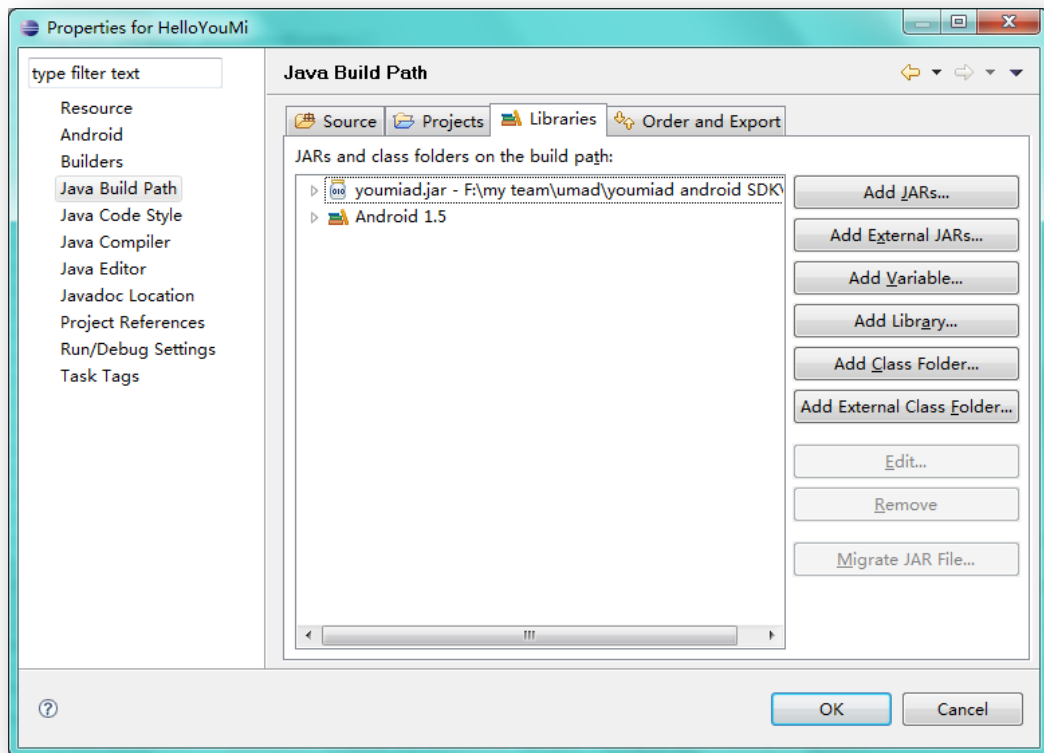 Properties for HelloYouMi
type filter text
Resource
Android
Builders
Java Build Path
Java Code Style
Java Compiler
Java Editor
Javadoc Location
Project References
Run/Debug Settings
Task Tags
Java Build Path
Source
Projects
Libraries
Order and Export
JARs and class folders on the build path:
youmiad.jar - F:\my team\umad\youmiad android SDK\
Android 1.5
Add JARs...
Add External JARs...
Add Variable...
Add Library...
Add Class Folder...
Add External Class Folder...
Edit...
Remove
Migrate JAR File...
OK
Cancel